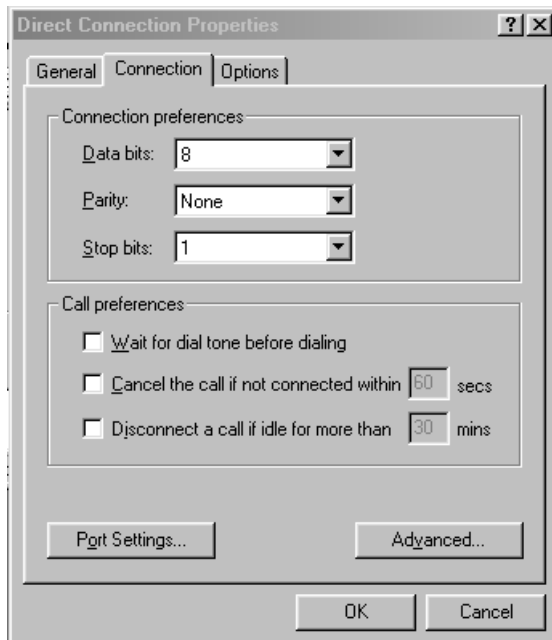 Direct Connection Properties
General Connection Options
Connection preferences
Data bits: 8
Parity: None
Stop bits: 1
Call preferences
Wait for dial tone before dialing
Cancel the call if not connected within 60 secs
Disconnect a call if idle for more than 30 mins
Port Settings... Advanced...
OK Cancel